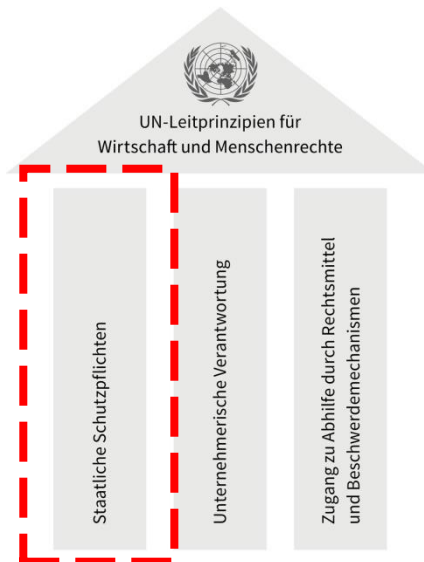 UN-Leitprinzipien für
Wirtschaft und Menschenrechte
Staatliche Schutzpflichten
Unternehmerische Verantwortung
Zugang zu Abhilfe durch Rechtsmittel
und Beschwerdemechanismen